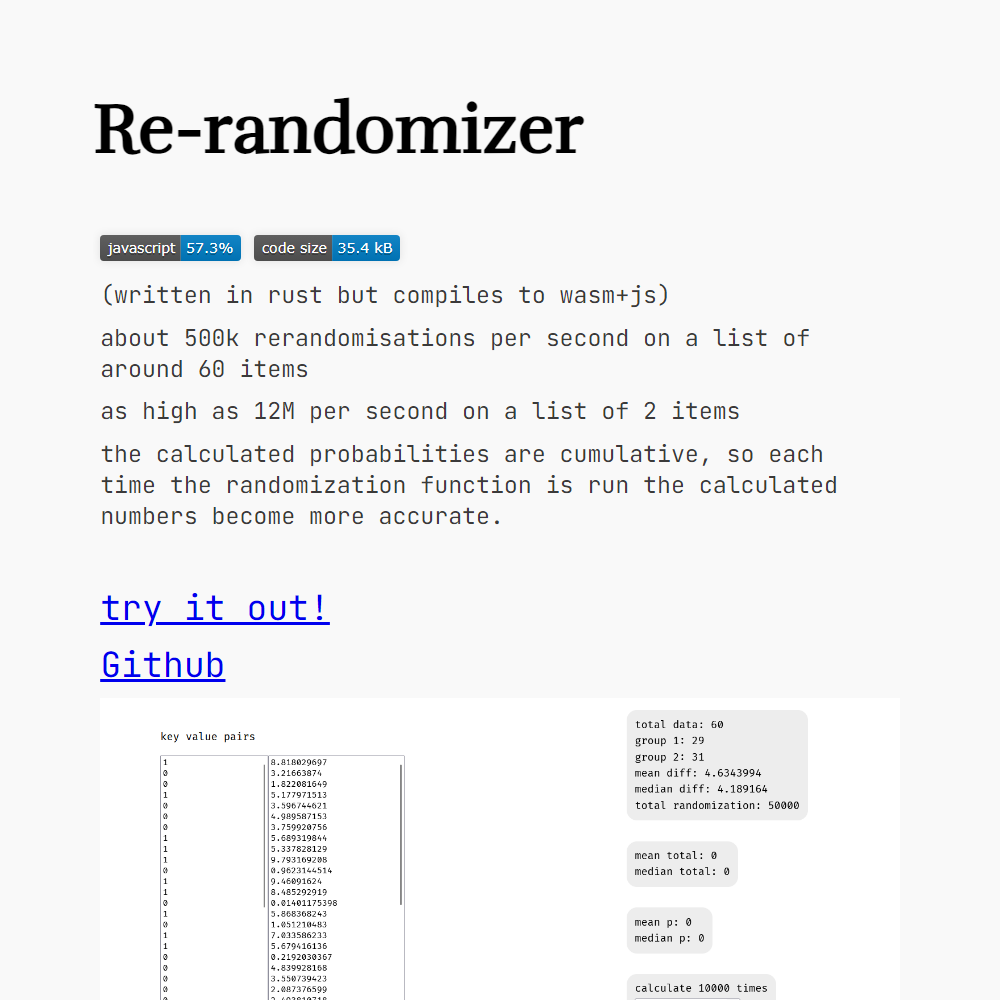 Re-randomizer
javascript 57.3% code size 35.4 kB
(written in rust but compiles to wasm+js)
about 500k rerandomisations per second on a list of
around 60 items
as high as 12M per second on a list of 2 items
the calculated probabilities are cumulative, so each
time the randomization function is run the calculated
numbers become more accurate.
try it out!
Github
key value pairs
1 8.818029697
0 3.21663874
0 1.822081649
1 5.177971513
0 3.596744621
0 4.989587153
0 3.759920756
1 5.689319844
1 5.337828129
1 9.793169208
0 0.9623144514
1 9.46091624
1 8.485292919
0 0.01401175398
1 5.868368243
0 1.051210483
1 7.033586233
1 5.679416136
0 0.2192030367
0 4.839928168
0 3.550739423
0 2.087376599
total data: 60
group 1: 29
group 2: 31
mean diff: 4.6343994
median diff: 4.189164
total randomization: 50000
mean total: 0
median total: 0
mean p: 0
median p: 0
calculate 10000 times